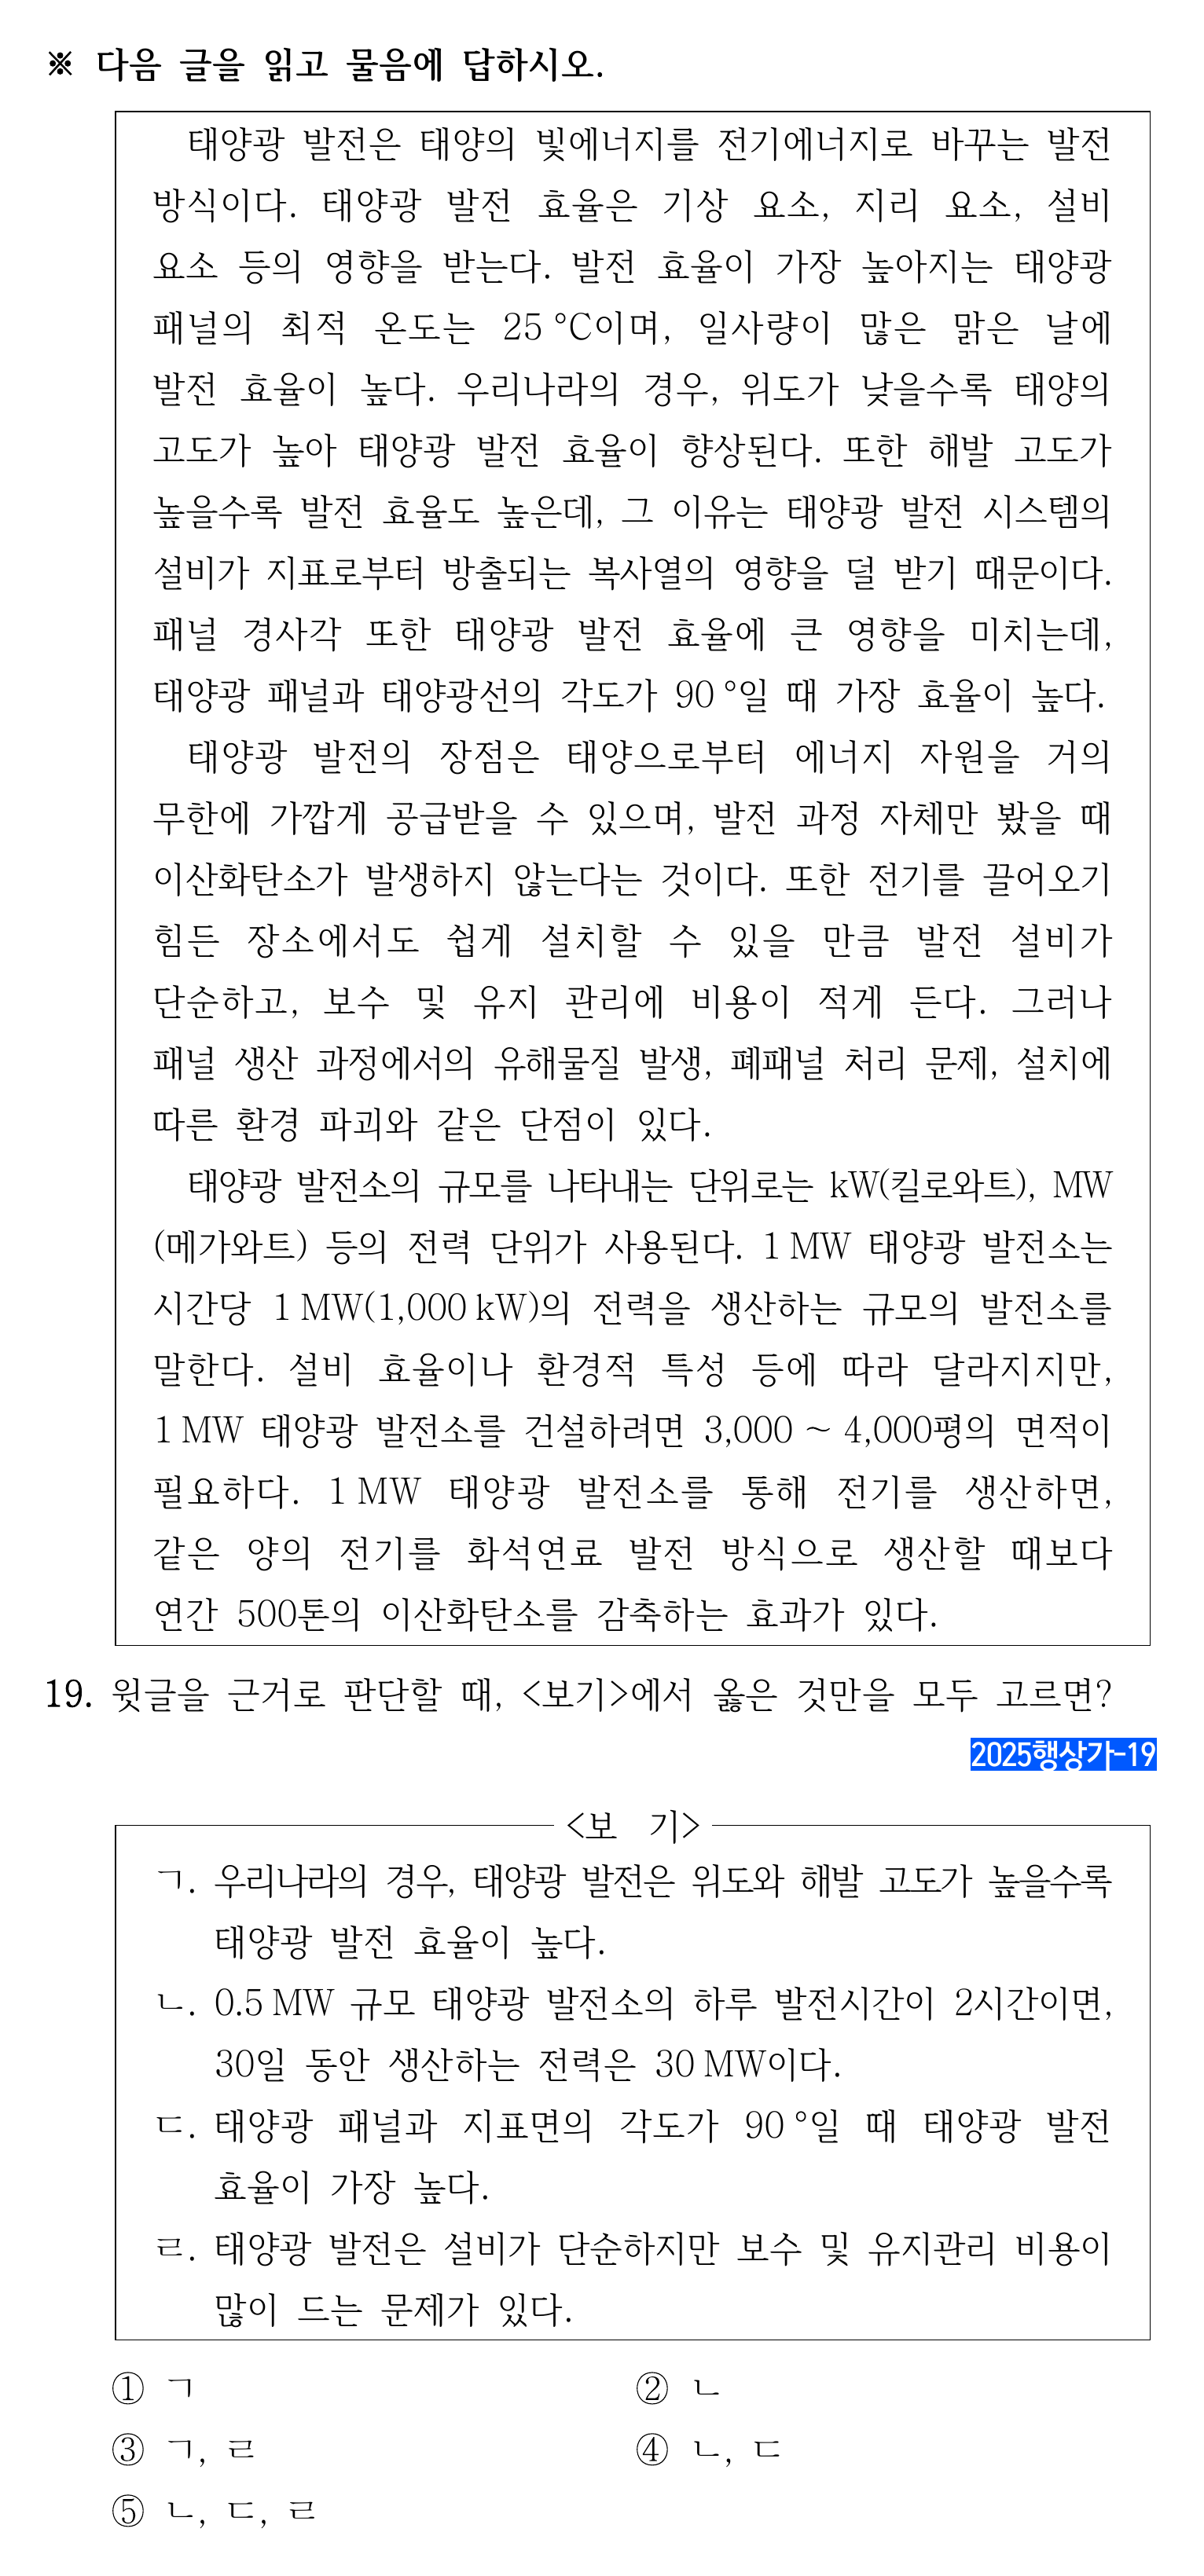 ※ 다음 글을 읽고 물음에 답하시오.
태양광 발전은 태양의 빛에너지를 전기에너지로 바꾸는 발전
방식이다. 태양광 발전 효율은 기상 요소, 지리 요소, 설비
요소 등의 영향을 받는다. 발전 효율이 가장 높아지는 태양광
패널의 최적 온도는 25 °C이며, 일사량이 많은 맑은 날에
발전 효율이 높다. 우리나라의 경우, 위도가 낮을수록 태양의
고도가 높아 태양광 발전 효율이 향상된다. 또한 해발 고도가
높을수록 발전 효율도 높은데, 그 이유는 태양광 발전 시스템의
설비가 지표로부터 방출되는 복사열의 영향을 덜 받기 때문이다.
패널 경사각 또한 태양광 발전 효율에 큰 영향을 미치는데,
태양광 패널과 태양광선의 각도가 90 °일 때 가장 효율이 높다.
태양광 발전의 장점은 태양으로부터 에너지 자원을 거의
무한에 가깝게 공급받을 수 있으며, 발전 과정 자체만 봤을 때
이산화탄소가 발생하지 않는다는 것이다. 또한 전기를 끌어오기
힘든 장소에서도 쉽게 설치할 수 있을 만큼 발전 설비가
단순하고, 보수 및 유지 관리에 비용이 적게 든다. 그러나
패널 생산 과정에서의 유해물질 발생, 폐패널 처리 문제, 설치에
따른 환경 파괴와 같은 단점이 있다.
태양광 발전소의 규모를 나타내는 단위로는 kW(킬로와트), MW
(메가와트) 등의 전력 단위가 사용된다. 1 MW 태양광 발전소는
시간당 1 MW(1,000 kW)의 전력을 생산하는 규모의 발전소를
말한다. 설비 효율이나 환경적 특성 등에 따라 달라지지만,
1 MW 태양광 발전소를 건설하려면 3,000 ~ 4,000평의 면적이
필요하다. 1 MW 태양광 발전소를 통해 전기를 생산하면,
같은 양의 전기를 화석연료 발전 방식으로 생산할 때보다
연간 500톤의 이산화탄소를 감축하는 효과가 있다.
19. 윗글을 근거로 판단할 때, <보기>에서 옳은 것만을 모두 고르면?
2025행상가-19
<보 기>
ㄱ. 우리나라의 경우, 태양광 발전은 위도와 해발 고도가 높을수록
태양광 발전 효율이 높다.
ㄴ. 0.5 MW 규모 태양광 발전소의 하루 발전시간이 2시간이면,
30일 동안 생산하는 전력은 30 MW이다.
ㄷ. 태양광 패널과 지표면의 각도가 90 °일 때 태양광 발전
효율이 가장 높다.
ㄹ. 태양광 발전은 설비가 단순하지만 보수 및 유지관리 비용이
많이 드는 문제가 있다.
① ㄱ ② ㄴ
③ ㄱ, ㄹ ④ ㄴ, ㄷ
⑤ ㄴ, ㄷ, ㄹ